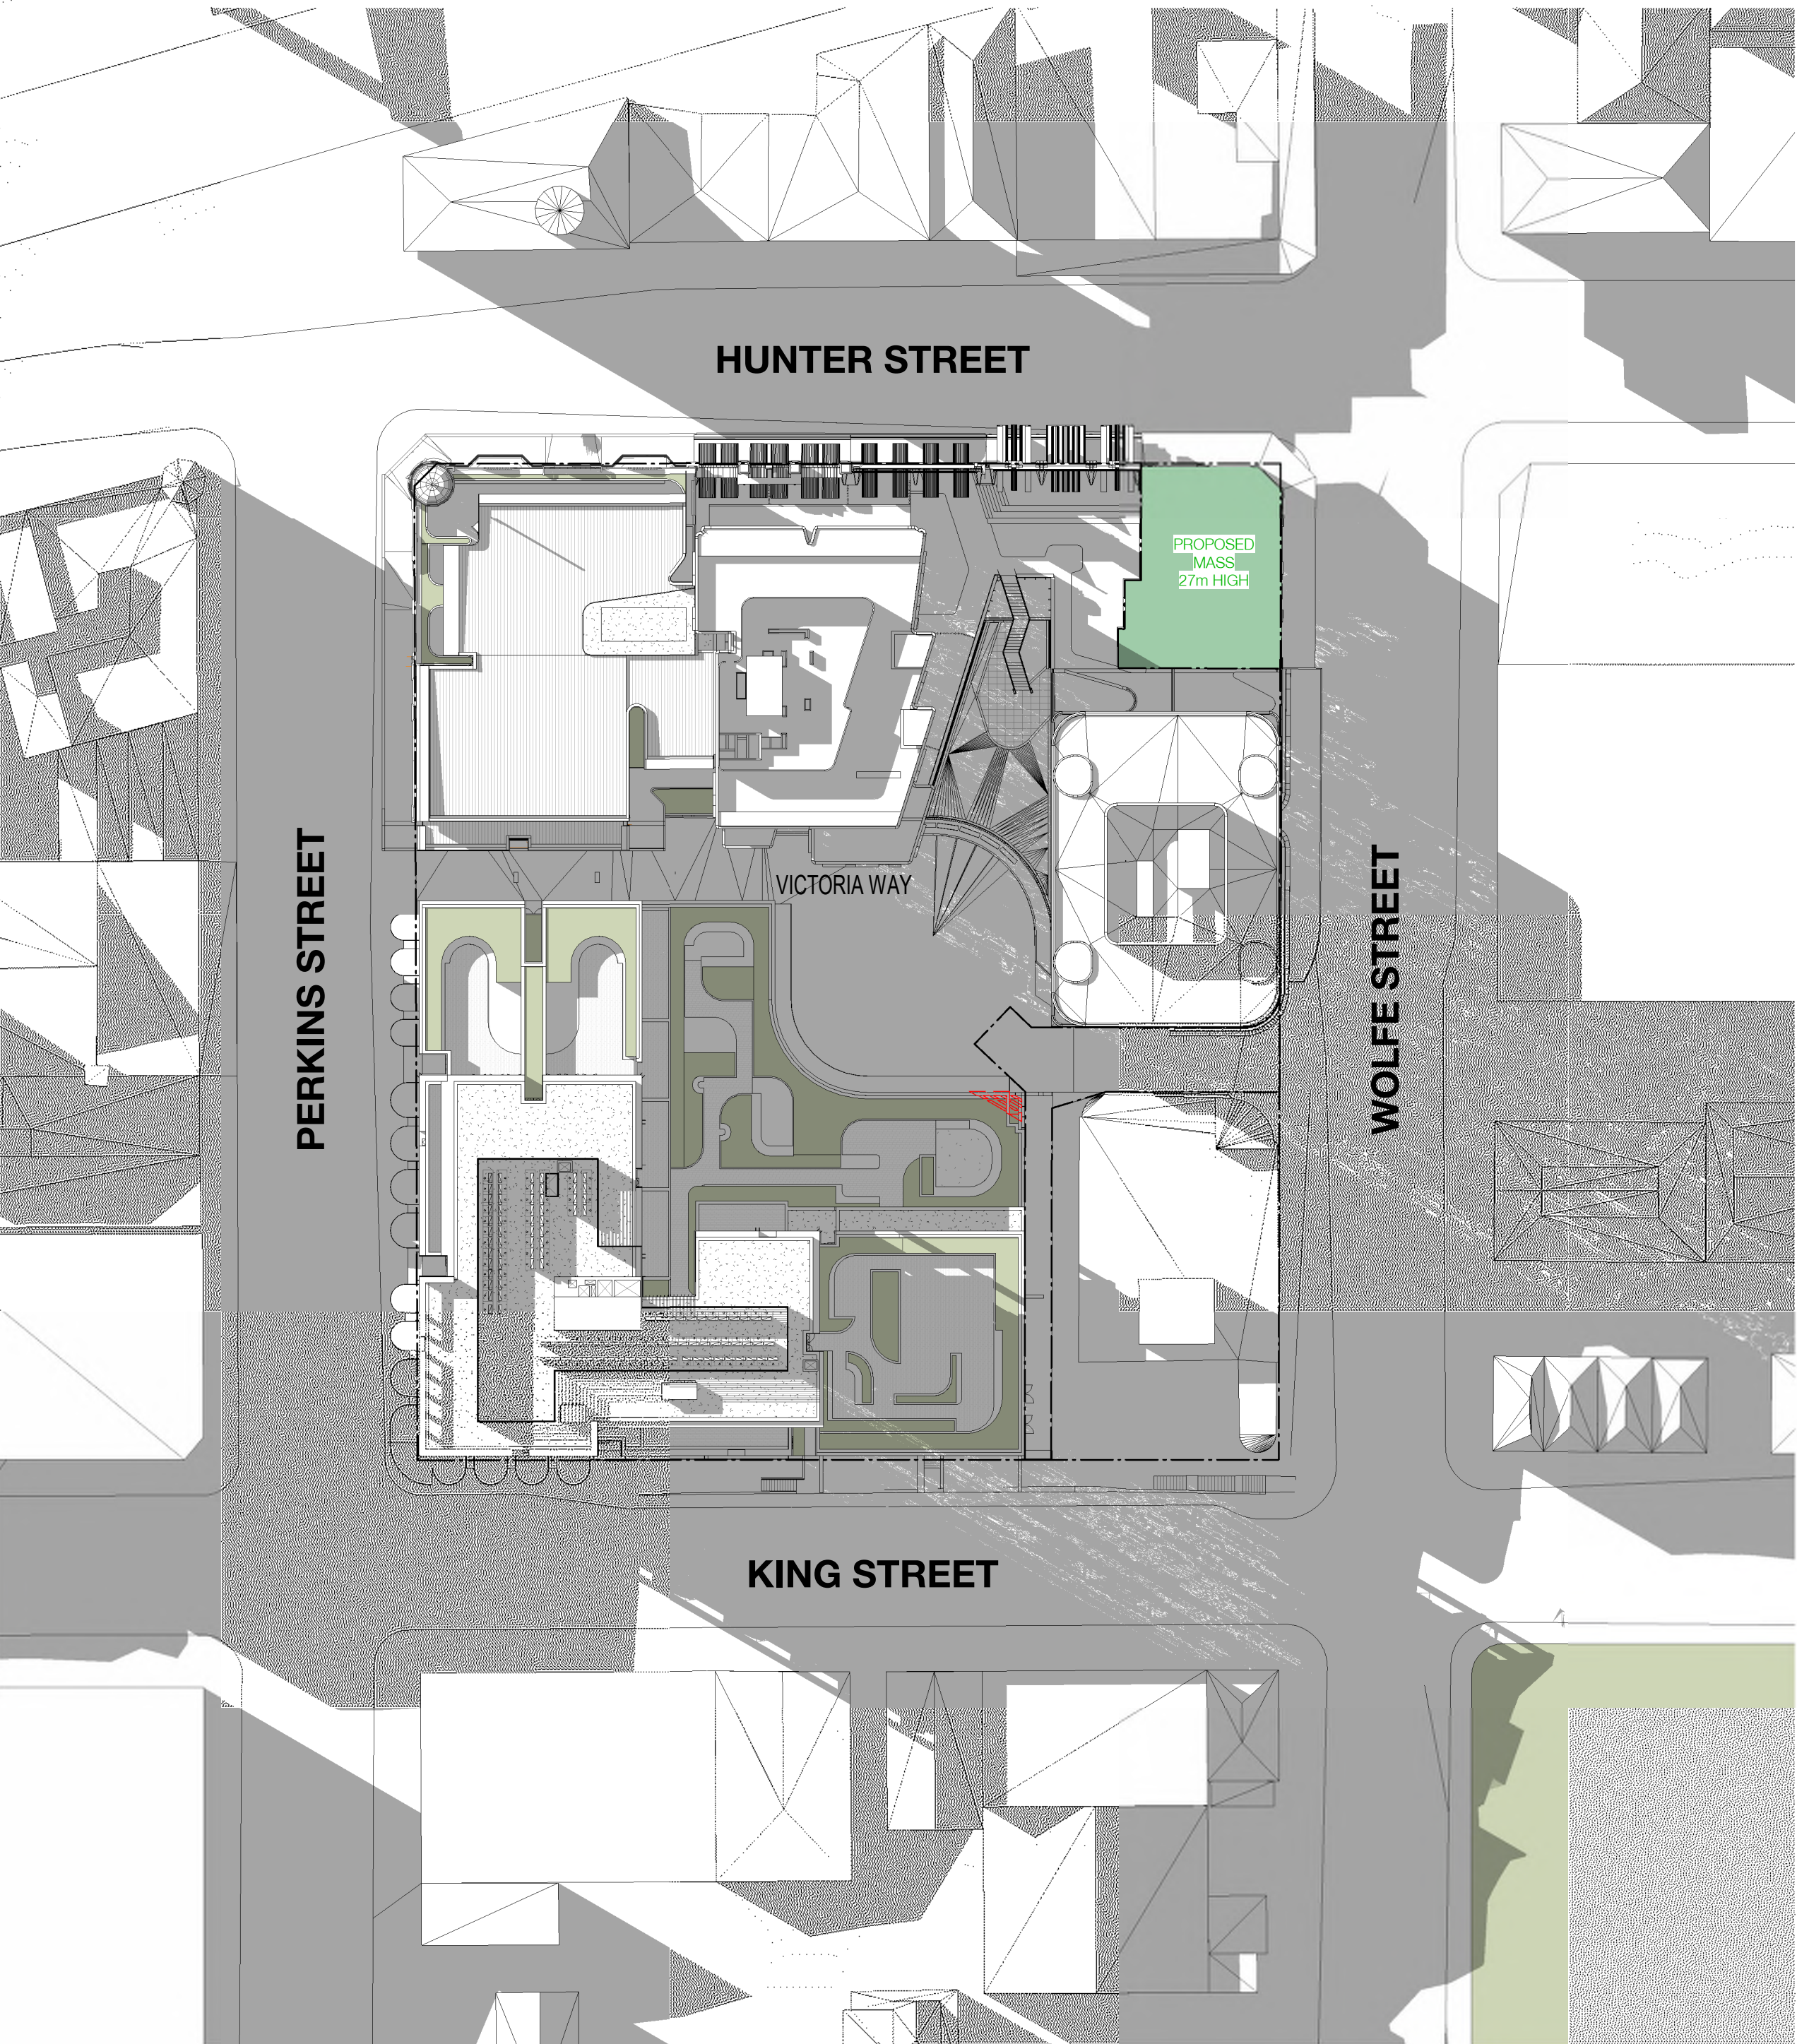 HUNTER STREET
PROPOSED
MASS
27m HIGH
PERKINS STREET
VICTORIA WAY
WOLFE STREET
KING STREET